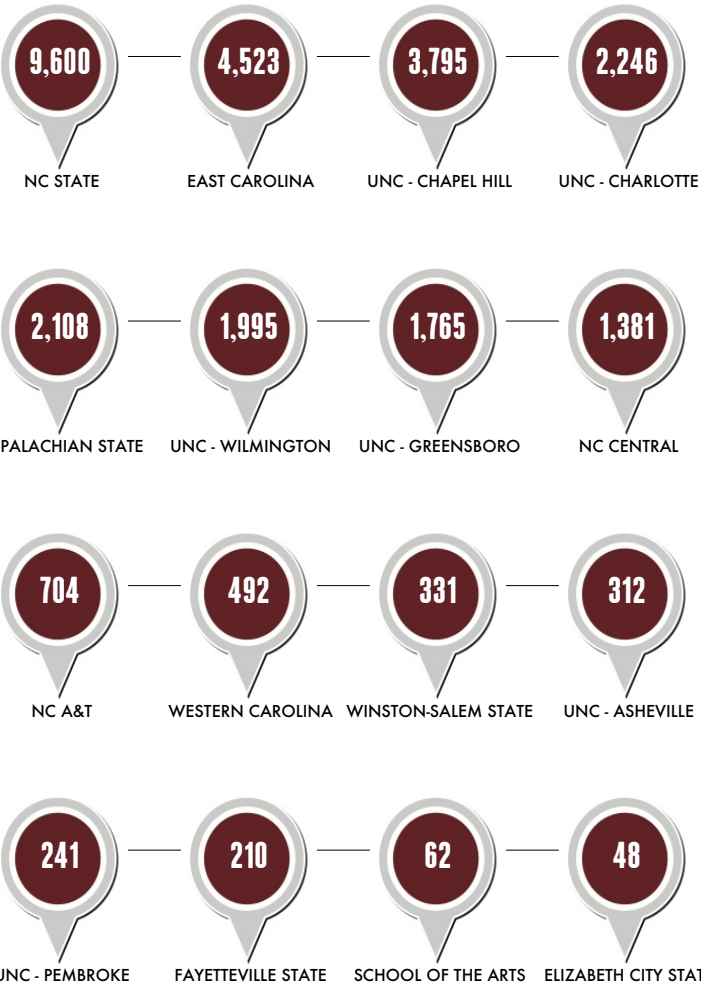 9,600 4,523 3,795 2,246
NC STATE EAST CAROLINA UNC - CHAPEL HILL UNC - CHARLOTTE
2,108 1,995 1,765 1,381
PALACHIAN STATE UNC - WILMINGTON UNC - GREENSBORO NC CENTRAL
704 492 331 312
NC A&T WESTERN CAROLINA WINSTON-SALEM STATE UNC - ASHEVILLE
241 210 62 48
UNC - PEMBROKE FAYETTEVILLE STATE SCHOOL OF THE ARTS ELIZABETH CITY STAT